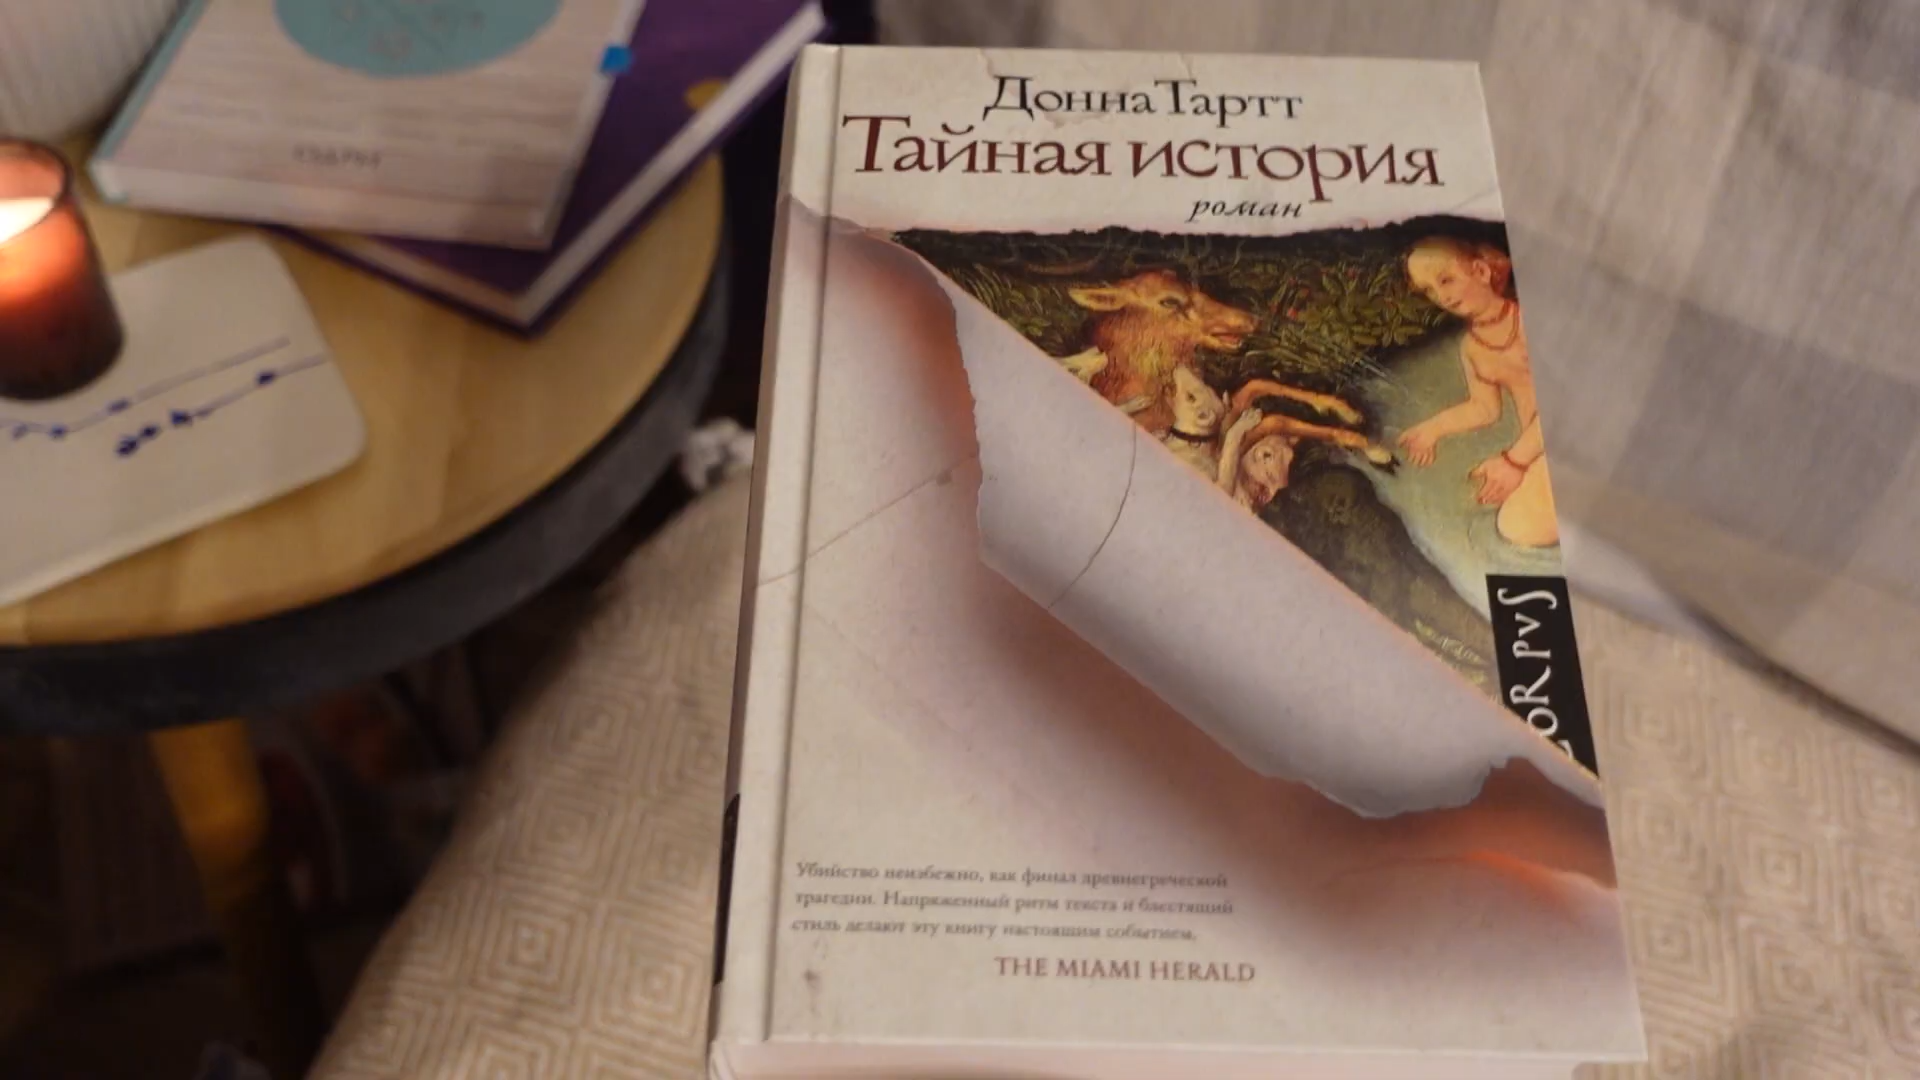 Донна Тартт
Тайная история
роман
CORPVS
Убийство неизбежно, как финал древнегреческой
трагедии. Напряженный ритм текста и блестящий
стиль делают эту книгу настоящим событием.
THE MIAMI HERALD